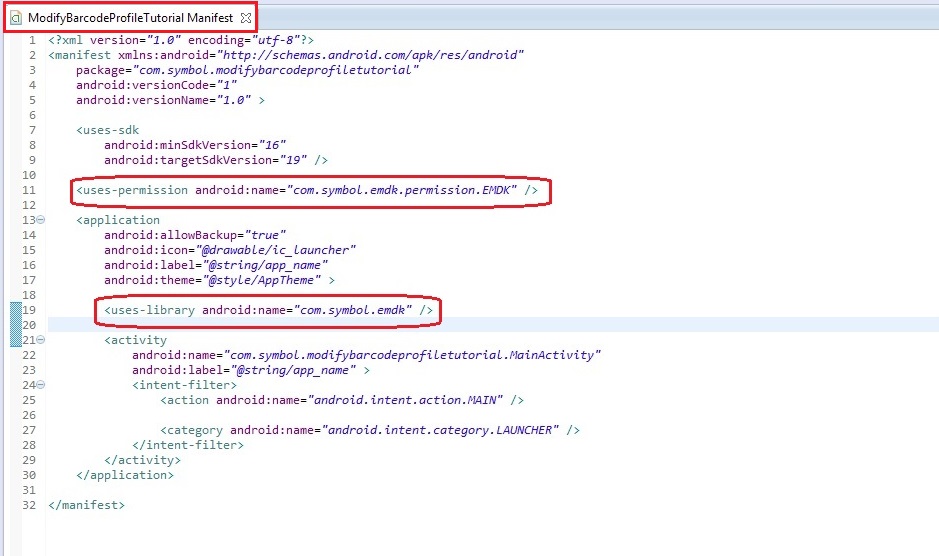 ModifyBarcodeProfileTutorial Manifest
1 <?xml version="1.0" encoding="utf-8"?>
2 <manifest xmlns:android="http://schemas.android.com/apk/res/android"
3     package="com.symbol.modifybarcodeprofiletutorial"
4     android:versionCode="1"
5     android:versionName="1.0" >
6
7     <uses-sdk
8         android:minSdkVersion="16"
9         android:targetSdkVersion="19" />
10
11     <uses-permission android:name="com.symbol.emdk.permission.EMDK" />
12
13     <application
14         android:allowBackup="true"
15         android:icon="@drawable/ic_launcher"
16         android:label="@string/app_name"
17         android:theme="@style/AppTheme" >
18
19         <uses-library android:name="com.symbol.emdk" />
20
21         <activity
22             android:name="com.symbol.modifybarcodeprofiletutorial.MainActivity"
23             android:label="@string/app_name" >
24             <intent-filter>
25                 <action android:name="android.intent.action.MAIN" />
26
27                 <category android:name="android.intent.category.LAUNCHER" />
28             </intent-filter>
29         </activity>
30     </application>
31
32 </manifest>